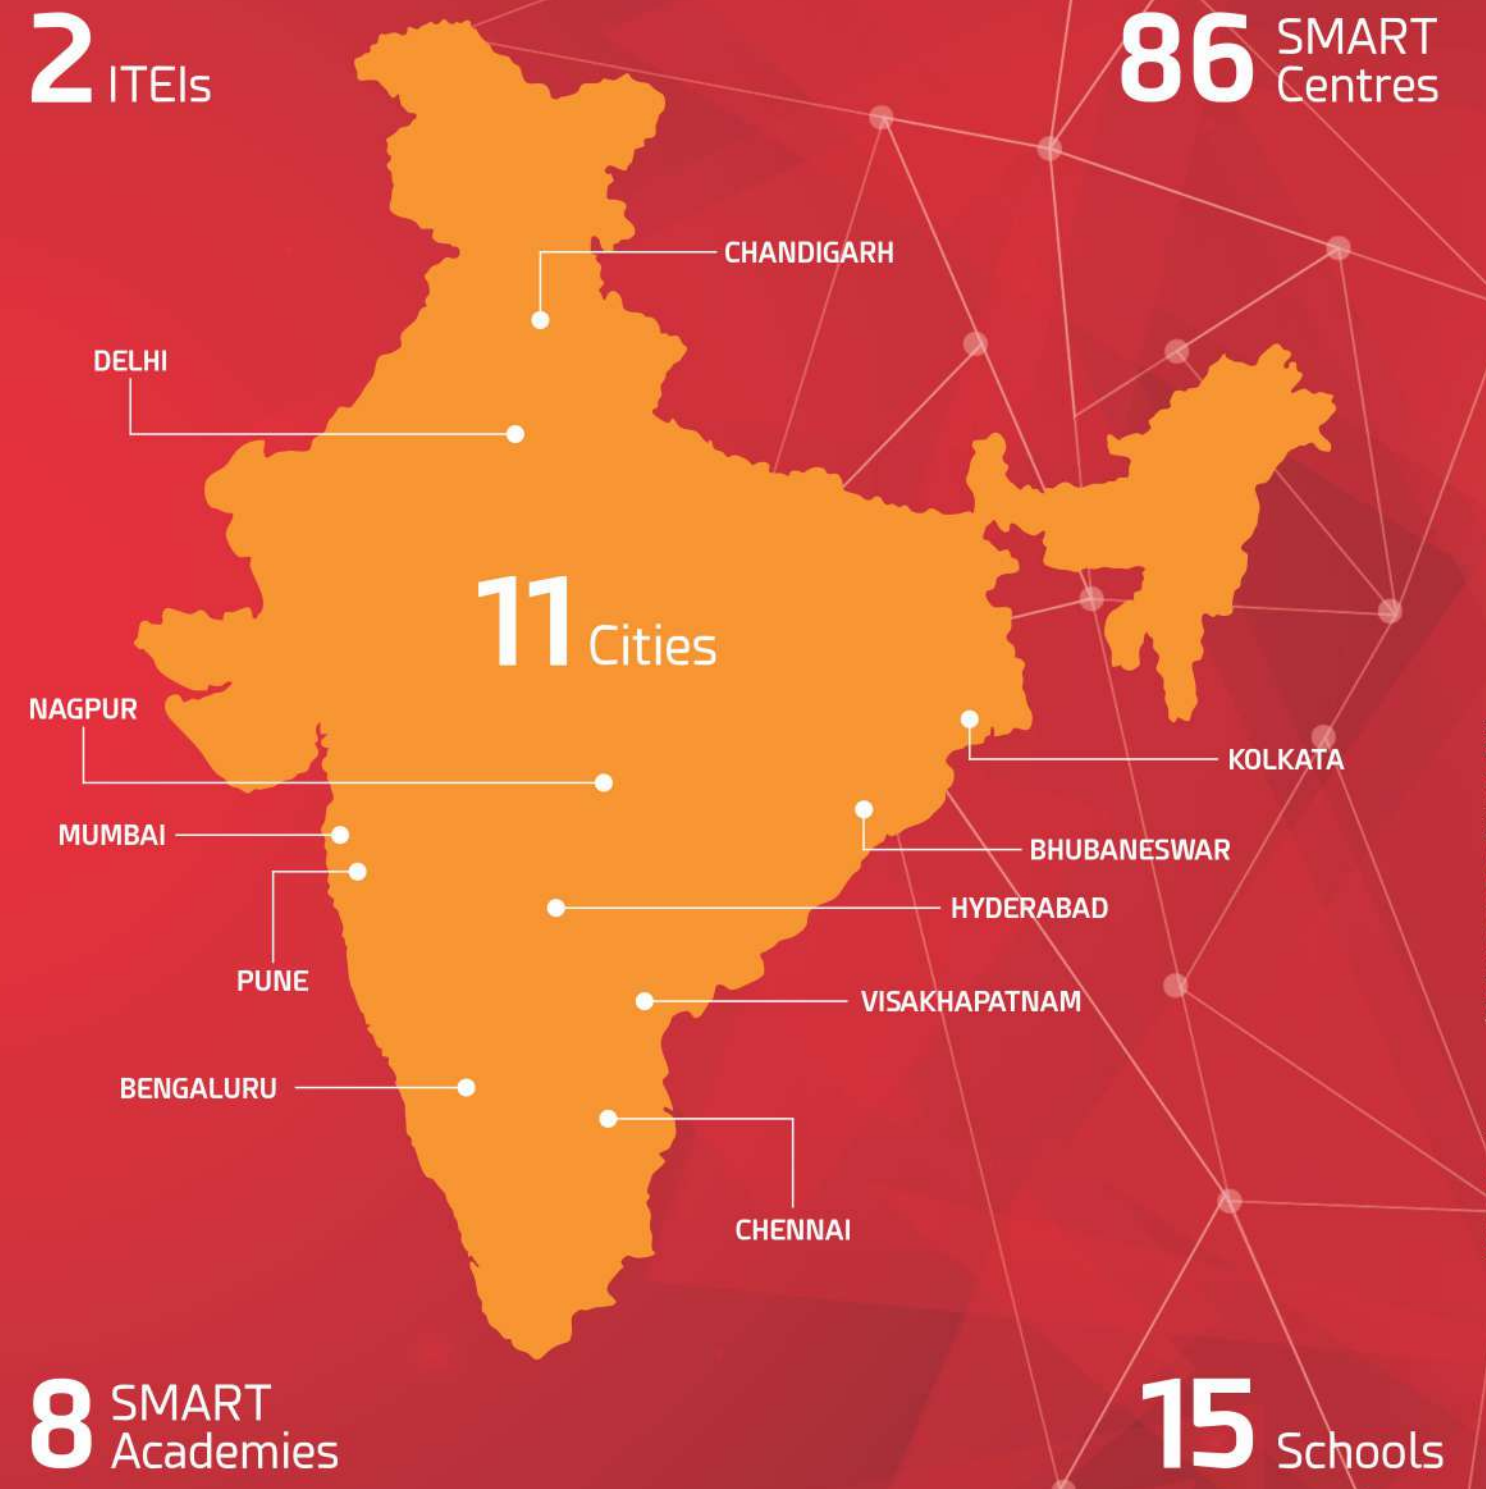 2 ITEIs
86 SMART
Centres
CHANDIGARH
DELHI
11 Cities
NAGPUR
KOLKATA
MUMBAI
BHUBANESWAR
HYDERABAD
PUNE
VISAKHAPATNAM
BENGALURU
CHENNAI
8 SMART
Academies
15 Schools